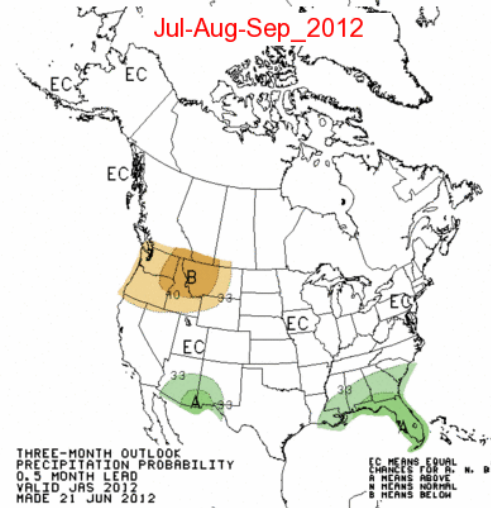 Jul-Aug-Sep_2012
EC
EC
EC
B
40
33
EC
EC
EC
33
33
A
33
A
THREE-MONTH OUTLOOK
PRECIPITATION PROBABILITY
0.5 MONTH LEAD
VALID JAS 2012
MADE 21 JUN 2012
EC MEANS EQUAL
CHANCES FOR A, N, B
A MEANS ABOVE
N MEANS NORMAL
B MEANS BELOW